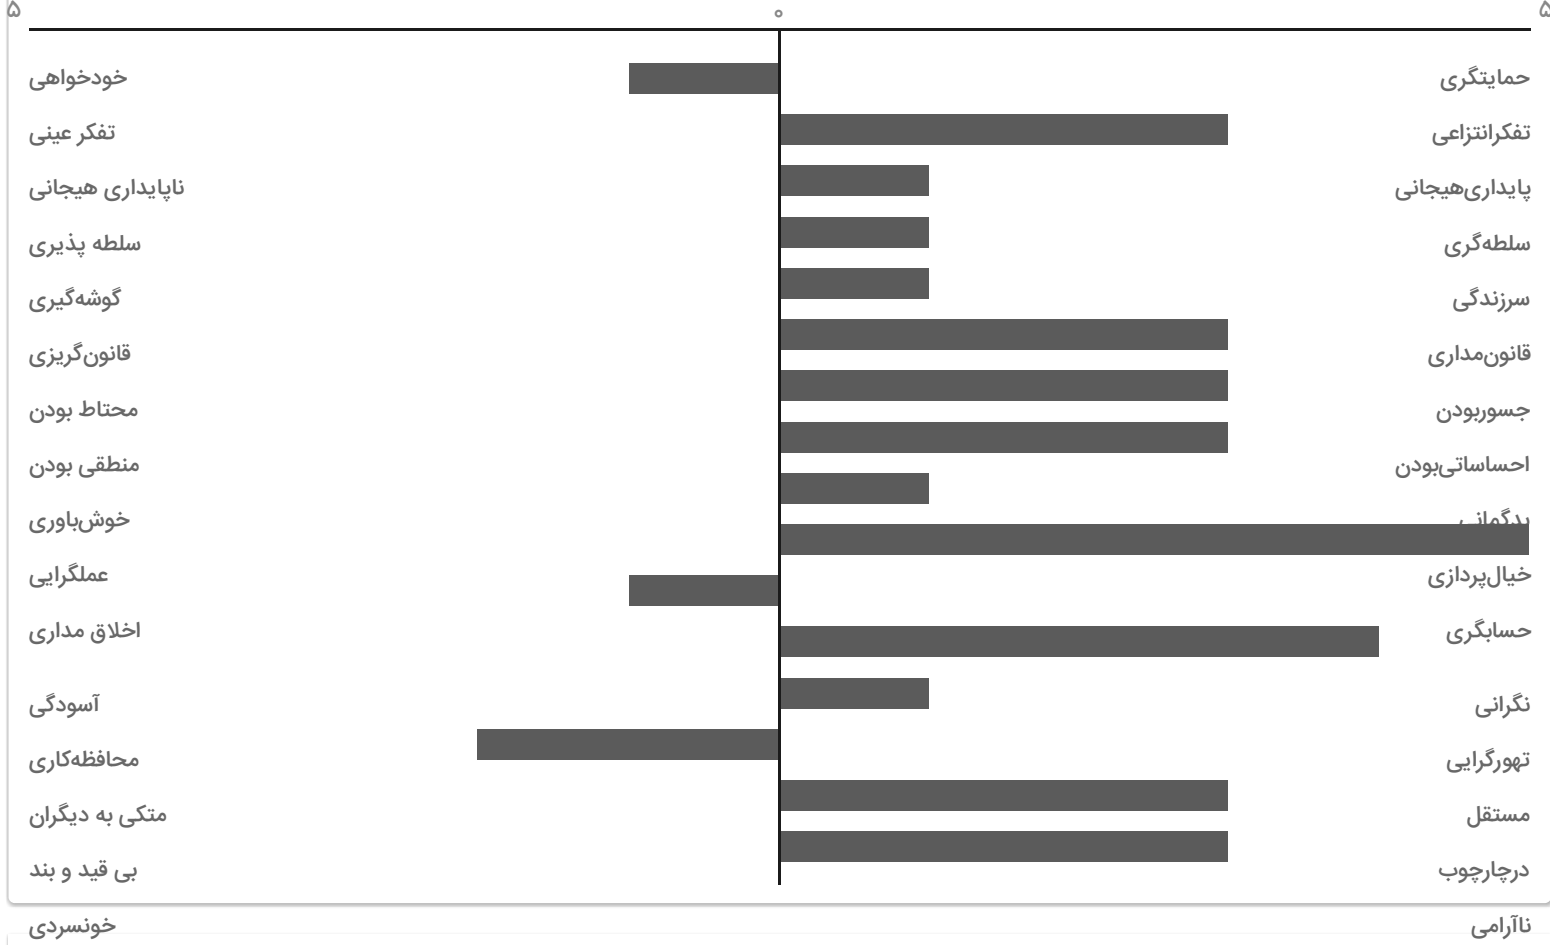 ۵ ۰ ۵
حمایتگری خودخواهی
تفکرانتزاعی تفکر عینی
پایداری‌هیجانی ناپایداری هیجانی
سلطه‌گری سلطه پذیری
سرزندگی گوشه‌گیری
قانون‌مداری قانون‌گریزی
جسوربودن محتاط بودن
احساساتی‌بودن منطقی بودن
بدگمانی خوش‌باوری
خیال‌پردازی عملگرایی
حسابگری اخلاق مداری
نگرانی آسودگی
تهورگرایی محافظه‌کاری
مستقل متکی به دیگران
درچارچوب بی قید و بند
ناآرامی خونسردی